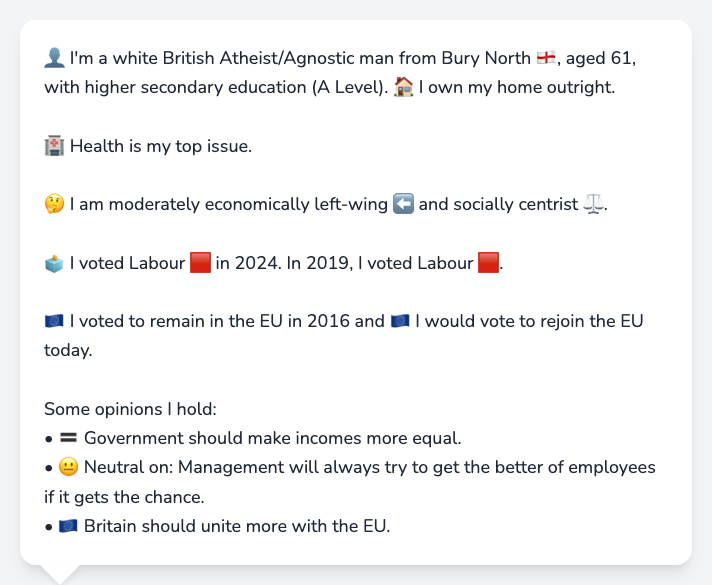 👤 I'm a white British Atheist/Agnostic man from Bury North 🏴󠁧󠁢󠁥󠁮󠁧󠁿, aged 61,
with higher secondary education (A Level). 🏠 I own my home outright.
🏥 Health is my top issue.
🤔 I am moderately economically left-wing ⬅️ and socially centrist ⚖️.
🗳️ I voted Labour 🟥 in 2024. In 2019, I voted Labour 🟥.
🇪🇺 I voted to remain in the EU in 2016 and 🇪🇺 I would vote to rejoin the EU
today.
Some opinions I hold:
• 🟰 Government should make incomes more equal.
• 😐 Neutral on: Management will always try to get the better of employees
if it gets the chance.
• 🇪🇺 Britain should unite more with the EU.